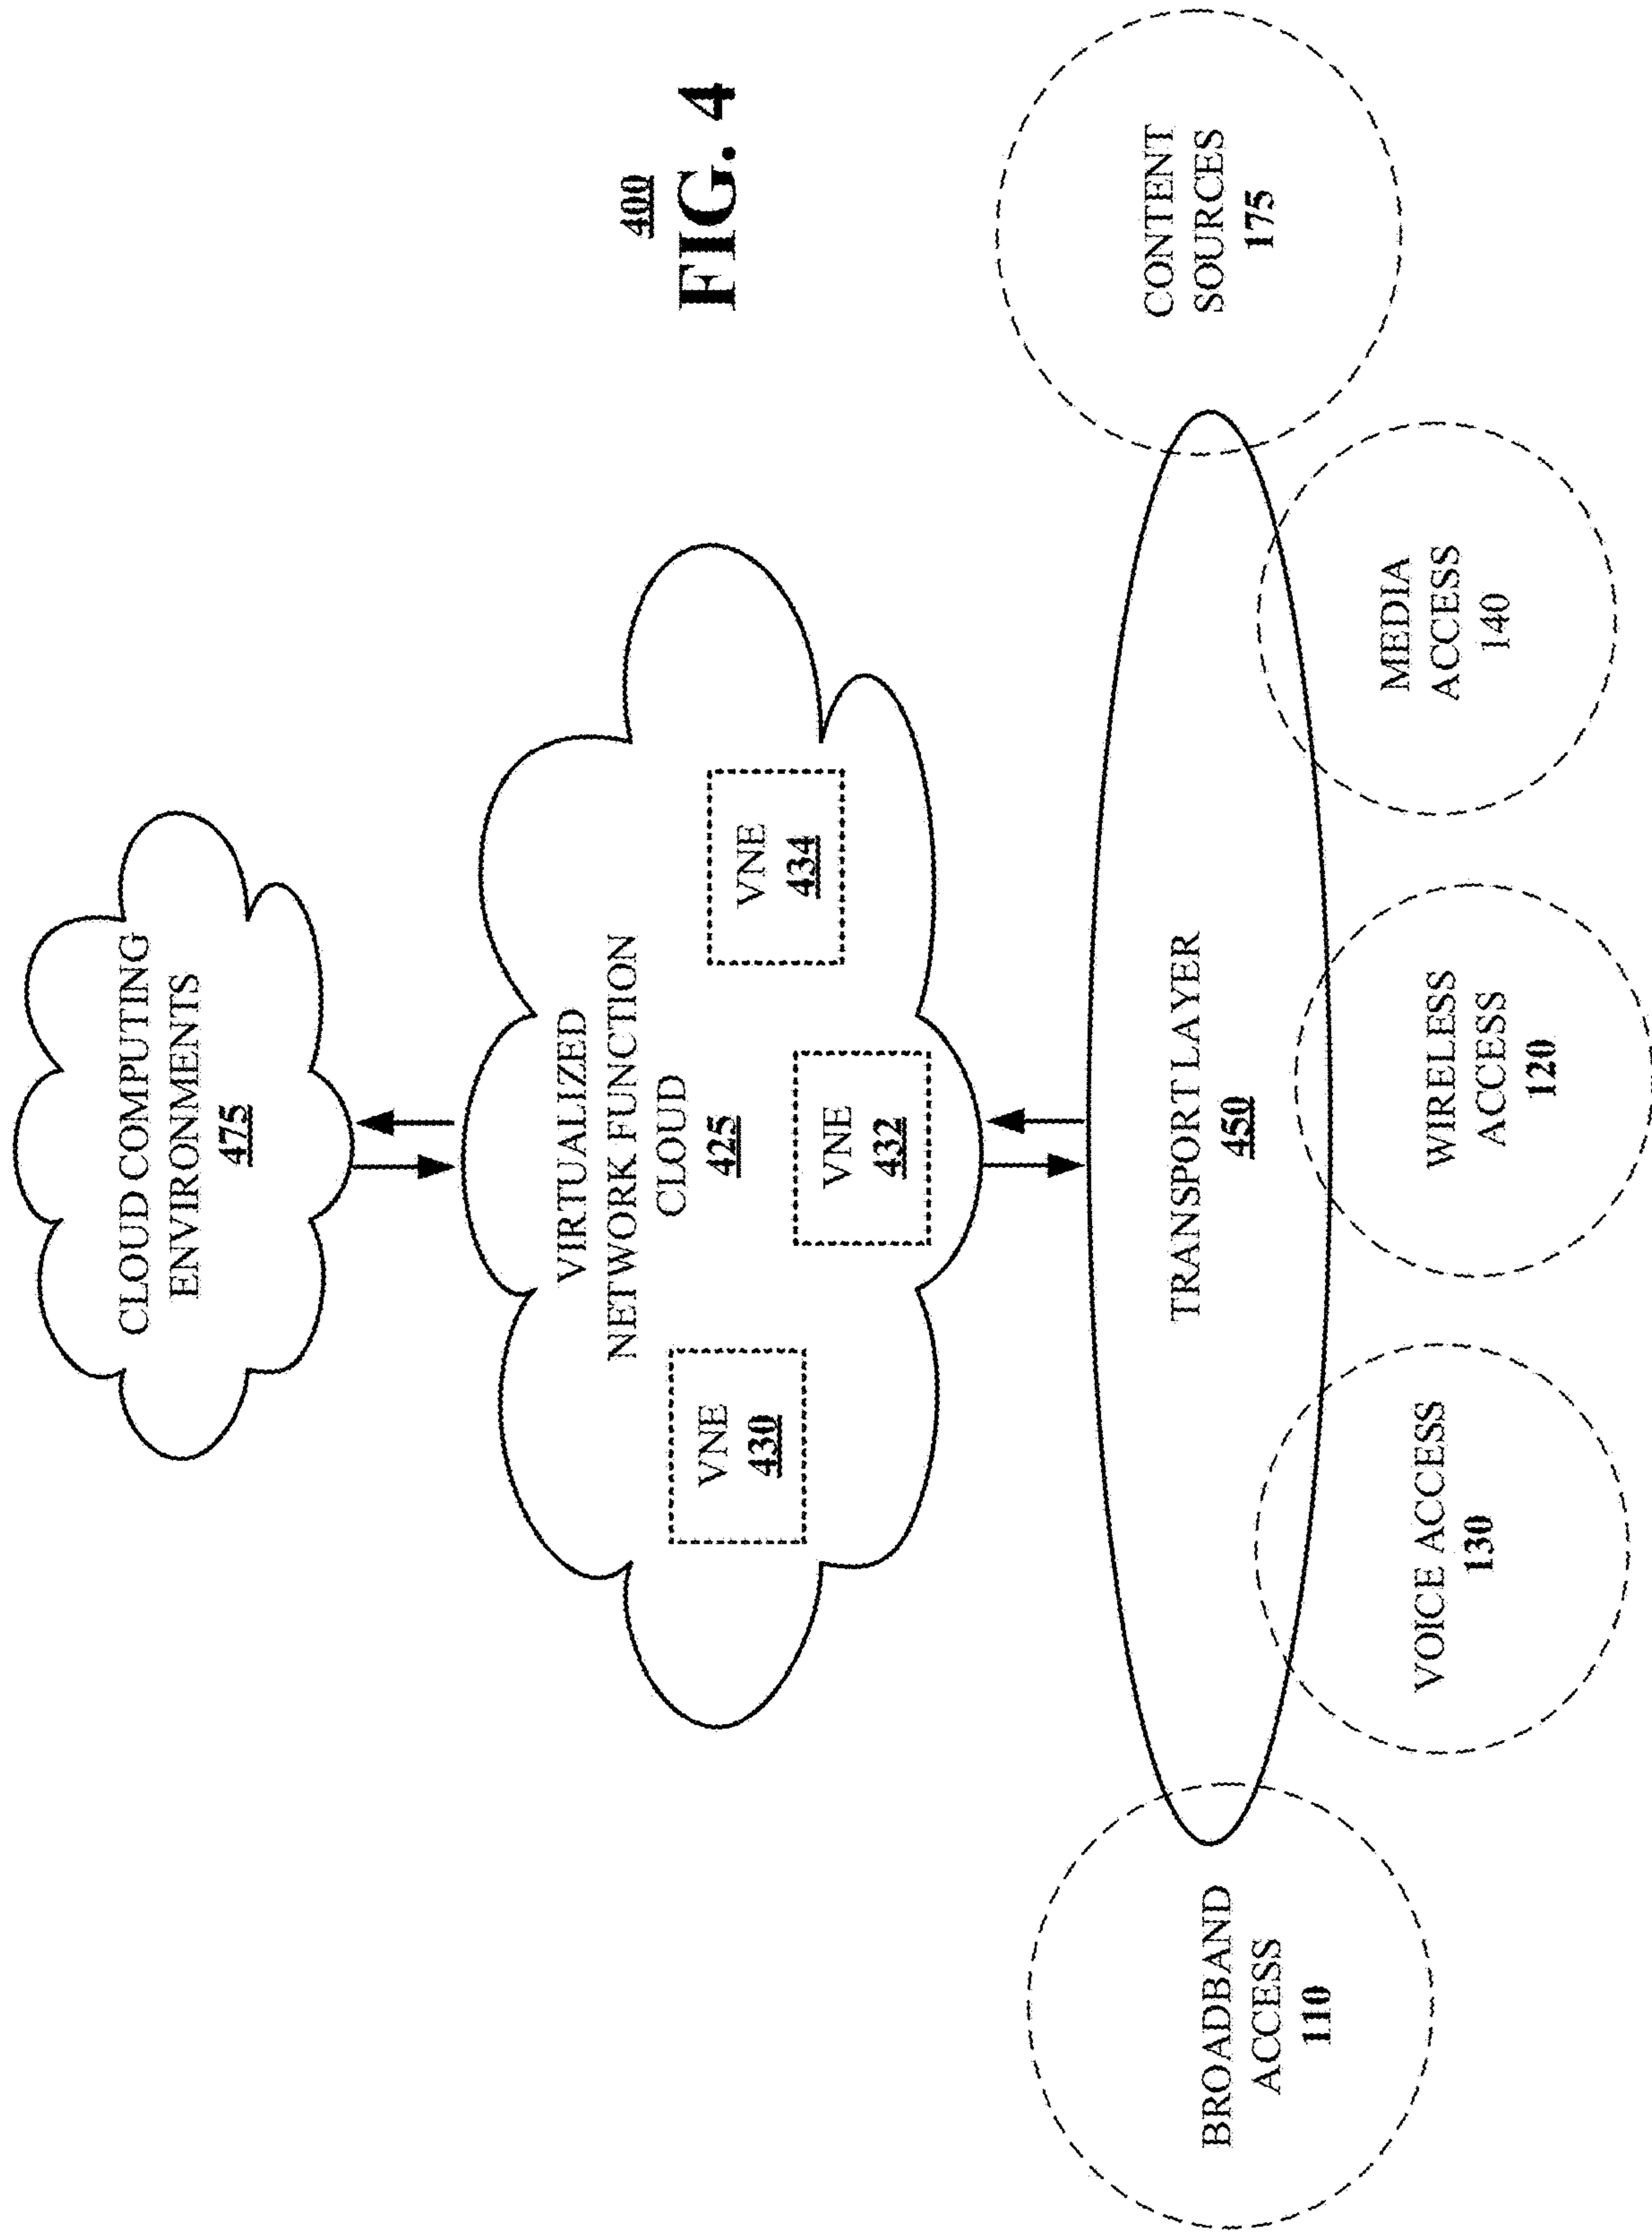 CLOUD COMPUTING
ENVIRONMENTS
475
VIRTUALIZED
NETWORK FUNCTION
CLOUD
425
VNE
430
VNE
432
VNE
434
400
FIG. 4
TRANSPORT LAYER
450
BROADBAND
ACCESS
110
VOICE ACCESS
130
WIRELESS
ACCESS
120
MEDIA
ACCESS
140
CONTENT
SOURCES
175